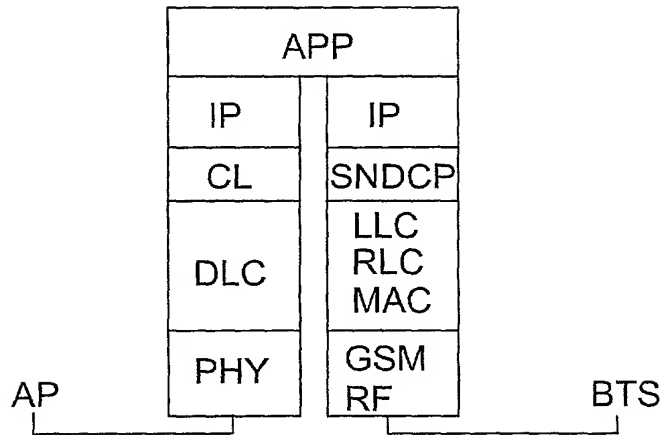 APP
IP IP
CL SNDCP
DLC LLC
RLC
MAC
PHY GSM
RF
AP BTS